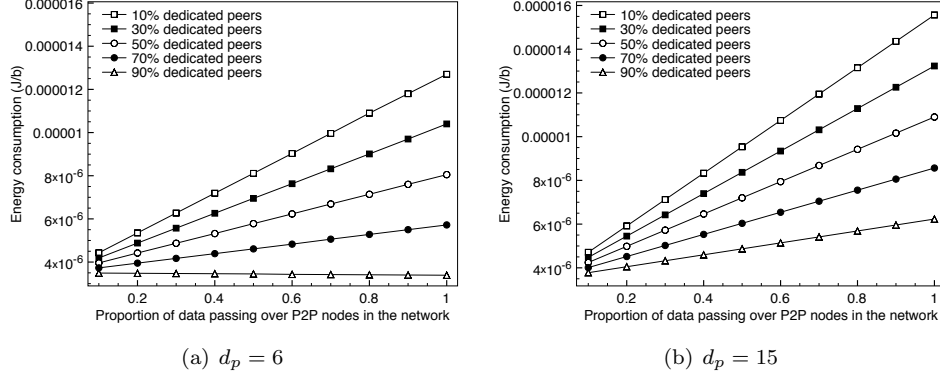 0.000016
10% dedicated peers
30% dedicated peers
50% dedicated peers
70% dedicated peers
90% dedicated peers
0.000014
0.000012
0.00001
8×10-6
6×10-6
4×10-6
Energy consumption (J/b)
0.2 0.4 0.6 0.8 1
Proportion of data passing over P2P nodes in the network
(a) dp = 6
0.000016
10% dedicated peers
30% dedicated peers
50% dedicated peers
70% dedicated peers
90% dedicated peers
0.000014
0.000012
0.00001
8×10-6
6×10-6
4×10-6
Energy consumption (J/b)
0.2 0.4 0.6 0.8 1
Proportion of data passing over P2P nodes in the network
(b) dp = 15